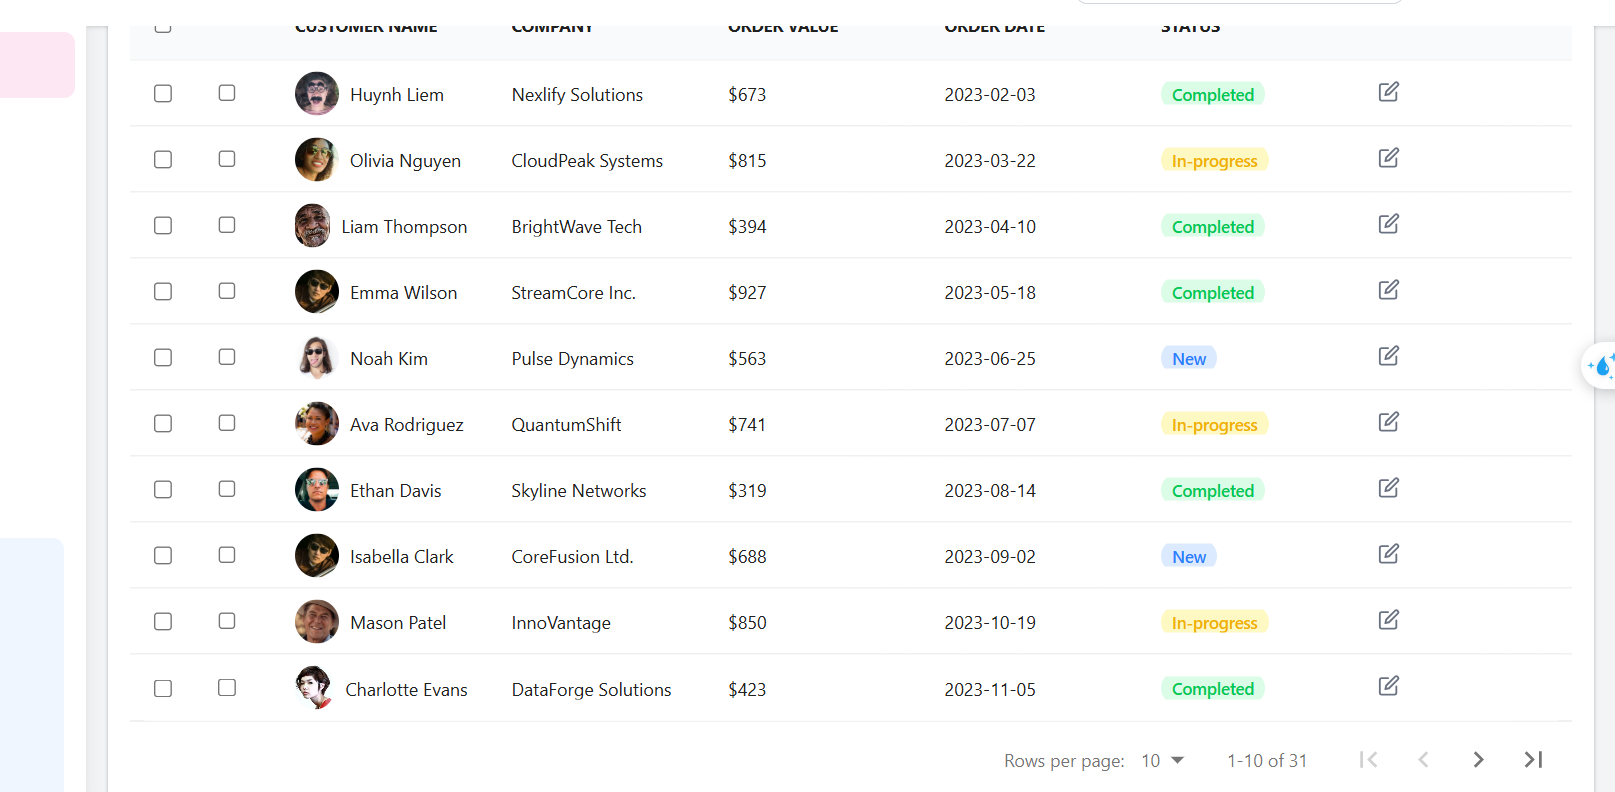 CUSTOMER NAME COMPANY ORDER VALUE ORDER DATE STATUS
Huynh Liem Nexlify Solutions $673 2023-02-03 Completed
Olivia Nguyen CloudPeak Systems $815 2023-03-22 In-progress
Liam Thompson BrightWave Tech $394 2023-04-10 Completed
Emma Wilson StreamCore Inc. $927 2023-05-18 Completed
Noah Kim Pulse Dynamics $563 2023-06-25 New
Ava Rodriguez QuantumShift $741 2023-07-07 In-progress
Ethan Davis Skyline Networks $319 2023-08-14 Completed
Isabella Clark CoreFusion Ltd. $688 2023-09-02 New
Mason Patel InnoVantage $850 2023-10-19 In-progress
Charlotte Evans DataForge Solutions $423 2023-11-05 Completed
Rows per page: 10 1-10 of 31